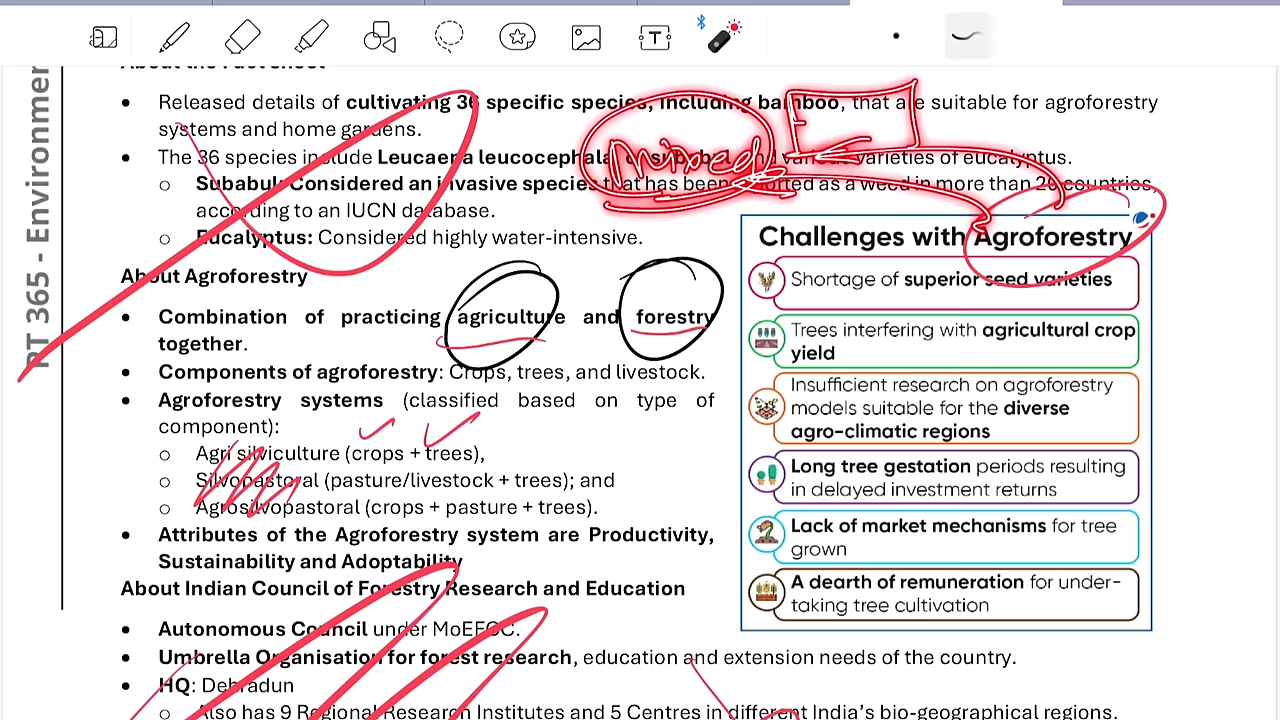 About the Fact Sheet
• Released details of cultivating 36 specific species, including bamboo, that are suitable for agroforestry
systems and home gardens.
• The 36 species include Leucaena leucocephala or subabul and various varieties of eucalyptus.
o Subabul: Considered an invasive species that has been reported as a weed in more than 20 countries,
according to an IUCN database.
o Eucalyptus: Considered highly water-intensive.
Mixed
About Agroforestry
• Combination of practicing agriculture and forestry
together.
• Components of agroforestry: Crops, trees, and livestock.
• Agroforestry systems (classified based on type of
component):
o Agri silviculture (crops + trees),
o Silvopastoral (pasture/livestock + trees); and
o Agrosilvopastoral (crops + pasture + trees).
• Attributes of the Agroforestry system are Productivity,
Sustainability and Adoptability
Challenges with Agroforestry
Shortage of superior seed varieties
Trees interfering with agricultural crop
yield
Insufficient research on agroforestry
models suitable for the diverse
agro-climatic regions
Long tree gestation periods resulting
in delayed investment returns
Lack of market mechanisms for tree
grown
A dearth of remuneration for under-
taking tree cultivation
About Indian Council of Forestry Research and Education
• Autonomous Council under MoEFCC.
• Umbrella Organisation for forest research, education and extension needs of the country.
• HQ: Dehradun
o Also has 9 Regional Research Institutes and 5 Centres in different India's bio-geographical regions.
PT 365 - Environmen
T